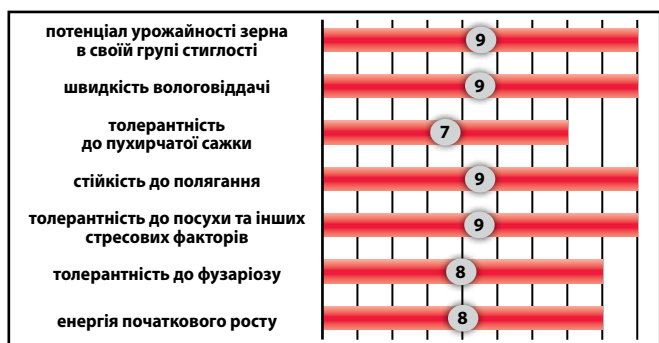 потенціал урожайності зерна
в своїй групі стиглості
9
швидкість вологовіддачі
9
толерантність
до пухирчатої сажки
7
стійкість до полягання
9
толерантність до посухи та інших
стресових факторів
9
толерантність до фузаріозу
8
енергія початкового росту
8